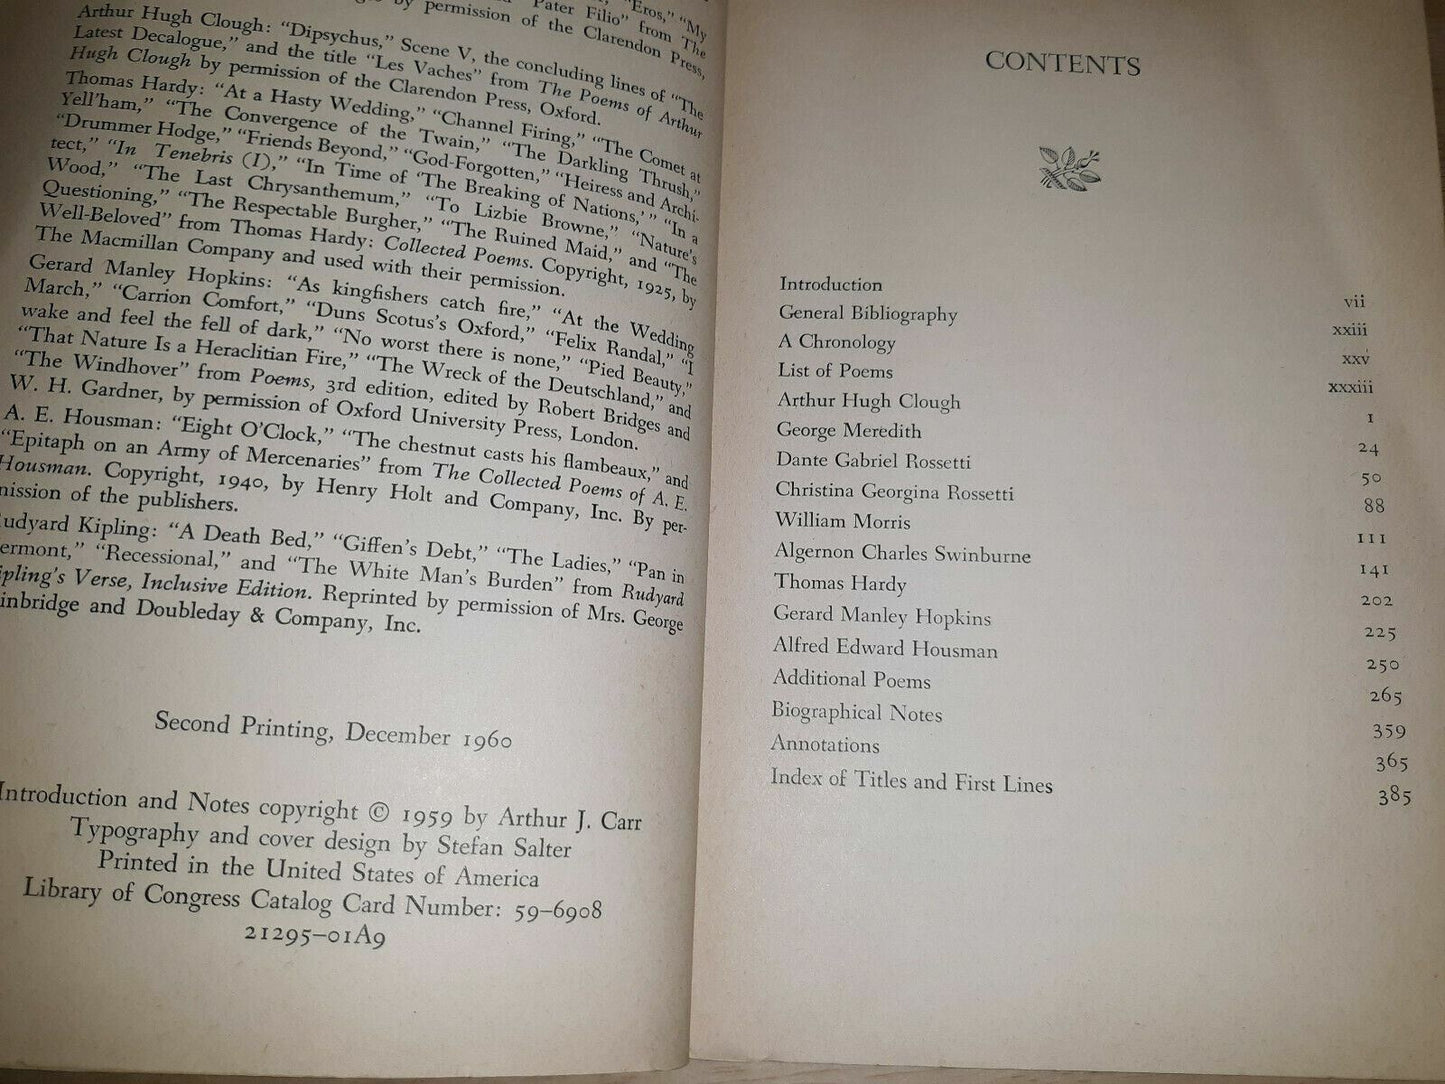 "Eros," "My
Pater Filio" from The
by permission of the Clarendon Press,
Arthur Hugh Clough: "Dipsychus," Scene V, the concluding lines of "The
Latest Decalogue," and the title "Les Vaches" from The Poems of Arthur
Hugh Clough by permission of the Clarendon Press, Oxford.
Thomas Hardy: "At a Hasty Wedding," "Channel Firing," "The Comet at
Yell'ham," "The Convergence of the Twain," "The Darkling Thrush,"
"Drummer Hodge," "Friends Beyond," "God-Forgotten," "Heiress and Archi-
tect," "In Tenebris (I)," "In Time of 'The Breaking of Nations,'" "In a
Wood," "The Last Chrysanthemum," "To Lizbie Browne," "Nature's
Questioning," "The Respectable Burgher," "The Ruined Maid," and "The
Well-Beloved" from Thomas Hardy: Collected Poems. Copyright, 1925, by
The Macmillan Company and used with their permission.
Gerard Manley Hopkins: "As kingfishers catch fire," "At the Wedding
March," "Carrion Comfort," "Duns Scotus's Oxford," "Felix Randal," "I
wake and feel the fell of dark," "No worst there is none," "Pied Beauty,"
"That Nature Is a Heraclitian Fire," "The Wreck of the Deutschland," and
"The Windhover" from Poems, 3rd edition, edited by Robert Bridges and
W. H. Gardner, by permission of Oxford University Press, London.
A. E. Housman: "Eight O'Clock," "The chestnut casts his flambeaux," and
"Epitaph on an Army of Mercenaries" from The Collected Poems of A. E.
Housman. Copyright, 1940, by Henry Holt and Company, Inc. By per-
mission of the publishers.
udyard Kipling: "A Death Bed," "Giffen's Debt," "The Ladies," "Pan in
ermont," "Recessional," and "The White Man's Burden" from Rudyard
ipling's Verse, Inclusive Edition. Reprinted by permission of Mrs. George
inbridge and Doubleday & Company, Inc.
Second Printing, December 1960
Introduction and Notes copyright © 1959 by Arthur J. Carr
Typography and cover design by Stefan Salter
Printed in the United States of America
Library of Congress Catalog Card Number: 59–6908
21295–01A9
CONTENTS
Introduction vii
General Bibliography xxiii
A Chronology xxv
List of Poems xxxiii
Arthur Hugh Clough 1
George Meredith 24
Dante Gabriel Rossetti 50
Christina Georgina Rossetti 88
William Morris 111
Algernon Charles Swinburne 141
Thomas Hardy 202
Gerard Manley Hopkins 225
Alfred Edward Housman 250
Additional Poems 265
Biographical Notes 359
Annotations 365
Index of Titles and First Lines 385